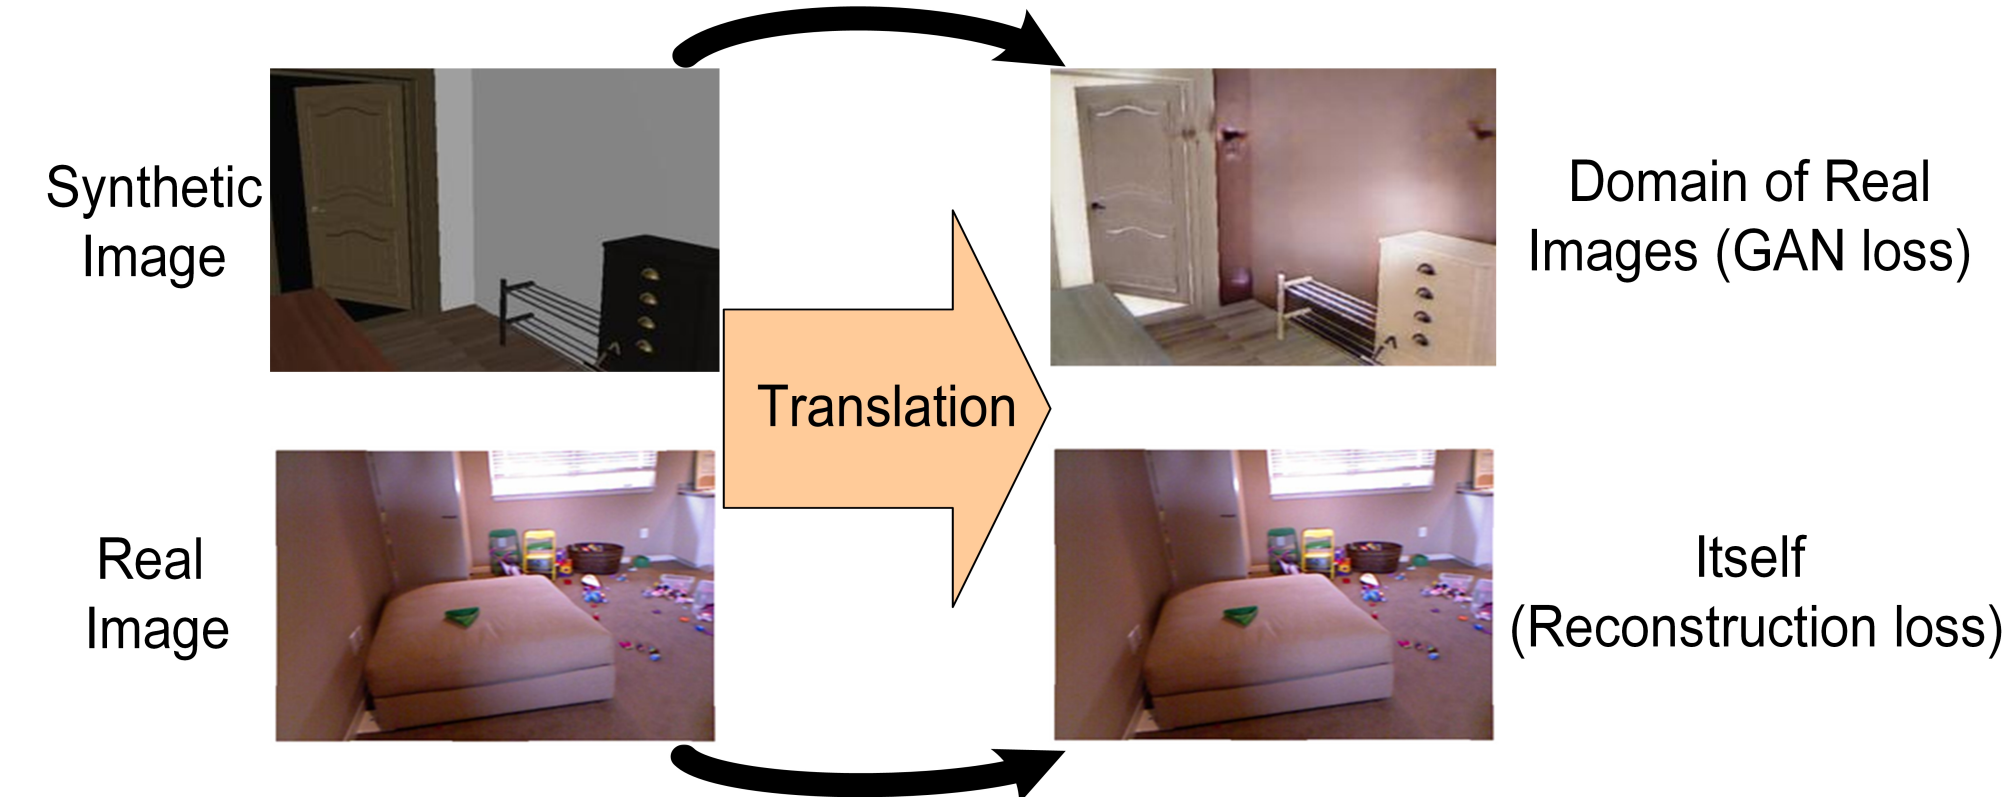 Synthetic
Image
Domain of Real
Images (GAN loss)
Translation
Real
Image
Itself
(Reconstruction loss)